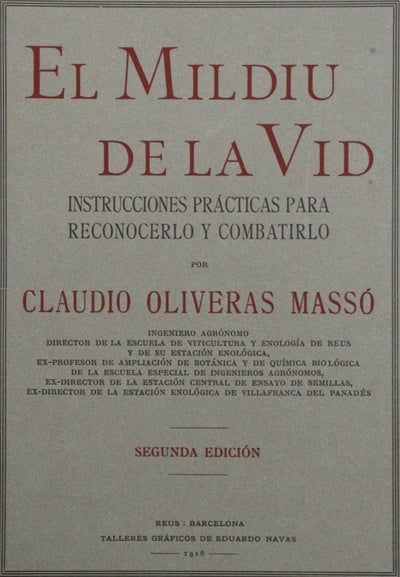 EL MILDIU
DE LA VID
INSTRUCCIONES PRÁCTICAS PARA
RECONOCERLO Y COMBATIRLO
POR
CLAUDIO OLIVERAS MASSÓ
INGENIERO AGRÓNOMO
DIRECTOR DE LA ESCUELA DE VITICULTURA Y ENOLOGÍA DE REUS
Y DE SU ESTACIÓN ENOLÓGICA,
EX-PROFESOR DE AMPLIACIÓN DE BOTÁNICA Y DE QUÍMICA BIOLÓGICA
DE LA ESCUELA ESPECIAL DE INGENIEROS AGRÓNOMOS,
EX-DIRECTOR DE LA ESTACIÓN CENTRAL DE ENSAYO DE SEMILLAS,
EX-DIRECTOR DE LA ESTACIÓN ENOLÓGICA DE VILLAFRANCA DEL PANADÉS
SEGUNDA EDICIÓN
REUS : BARCELONA
TALLERES GRÁFICOS DE EDUARDO NAVAS
1916